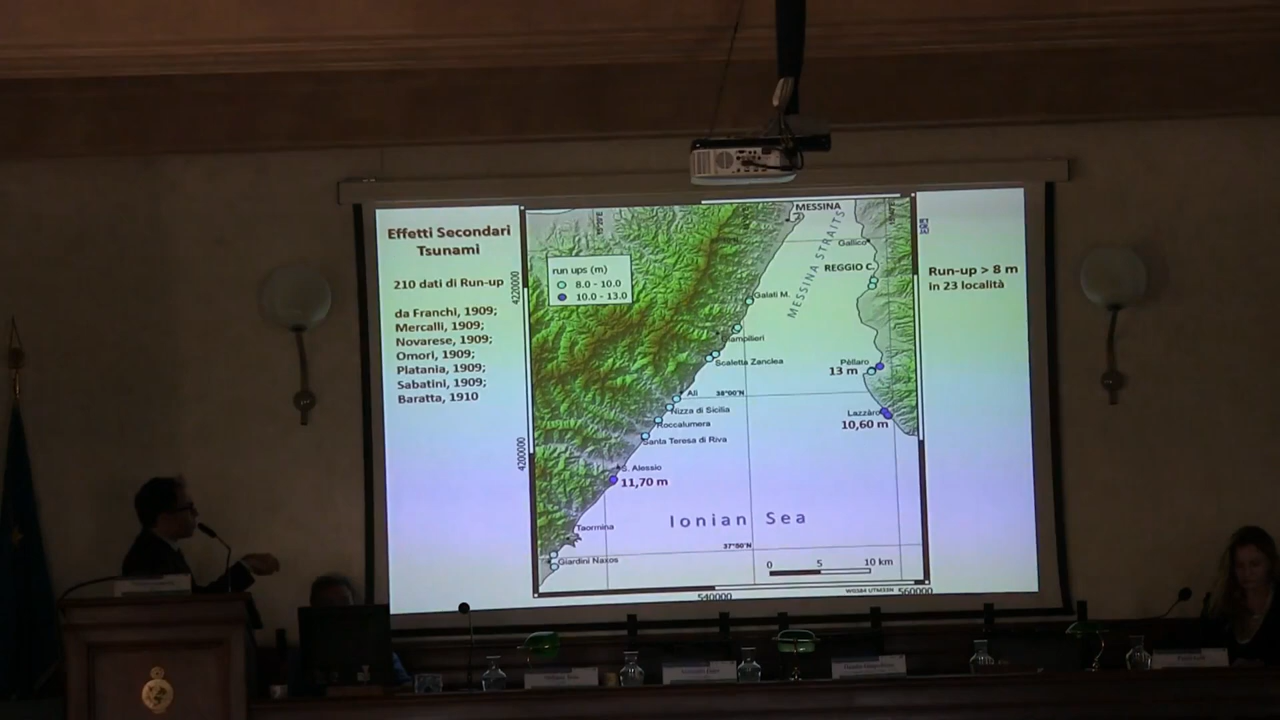 Effetti Secondari
Tsunami
210 dati di Run-up
da Franchi, 1909;
Mercalli, 1909;
Novarese, 1909;
Omori, 1909;
Platania, 1909;
Sabatini, 1909;
Baratta, 1910
4220000
4200000
run ups (m)
8.0 - 10.0
10.0 - 13.0
MESSINA
MESSINA STRAITS
Gallico
REGGIO C.
Galati M.
Giampilieri
Scaletta Zanclea
Pèllaro
13 m
Alì
38°00'N
Nizza di Sicilia
Roccalumera
Lazzàro
10,60 m
Santa Teresa di Riva
S. Alessio
11,70 m
Ionian Sea
Taormina
37°50'N
Giardini Naxos
0 5 10 km
WGS84 UTM33N
540000
560000
Run-up > 8 m
in 23 località